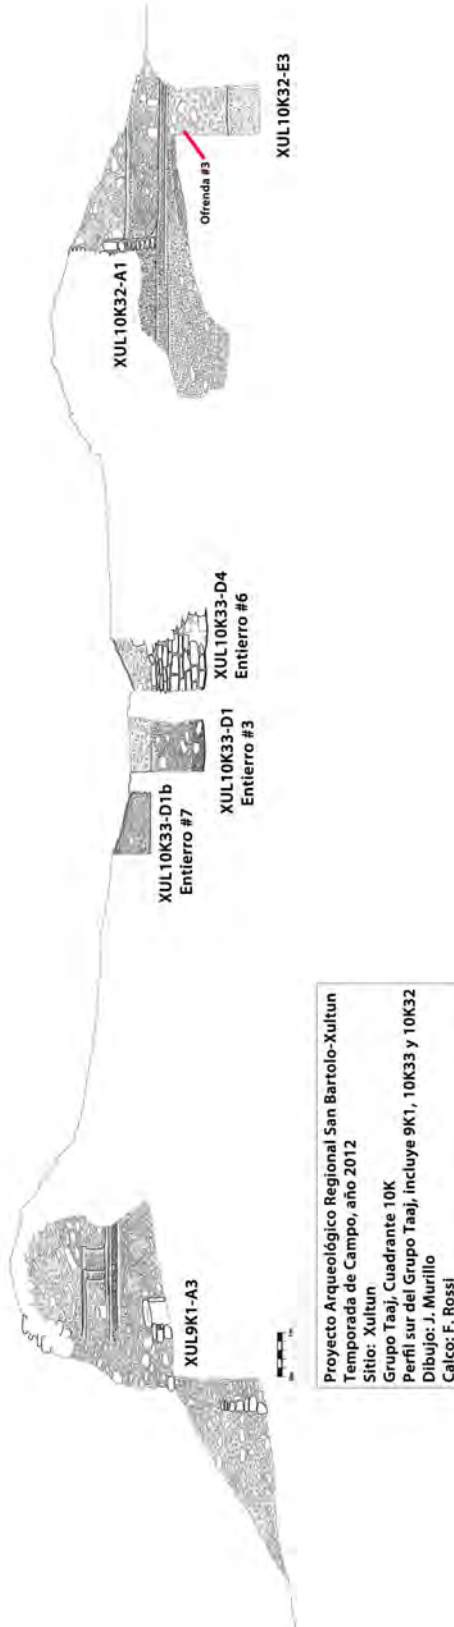 XUL9K1-A3
XUL10K33-D1b
Entierro #7
XUL10K33-D1
Entierro #3
XUL10K33-D4
Entierro #6
XUL10K32-A1
Ofrenda #3
XUL10K32-E3
Proyecto Arqueológico Regional San Bartolo-Xultun
Temporada de Campo, año 2012
Sitio: Xultun
Grupo Taaj, Cuadrante 10K
Perfil sur del Grupo Taaj, incluye 9K1, 10K33 y 10K32
Dibujo: J. Murillo
Calco: F. Rossi